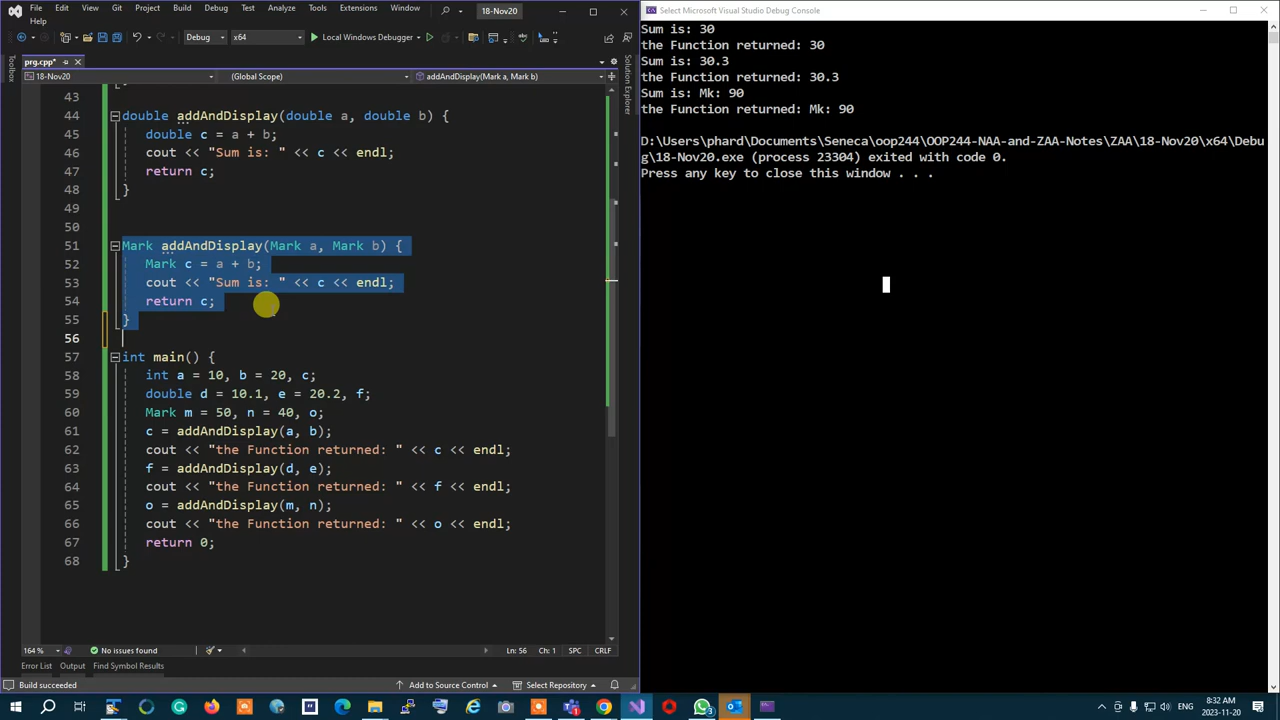 File Edit View Git Project Build
Debug Test Analyze Tools Extensions Window
Help
18-Nov20
Debug
x64
Local Windows Debugger
prg.cpp*
18-Nov20
(Global Scope)
addAndDisplay(Mark a, Mark b)
Toolbox
Solution Explorer
43 }
44 double addAndDisplay(double a, double b) {
45 double c = a + b;
46 cout << "Sum is: " << c << endl;
47 return c;
48 }
49
50
51 Mark addAndDisplay(Mark a, Mark b) {
52 Mark c = a + b;
53 cout << "Sum is: " << c << endl;
54 return c;
55 }
56
57 int main() {
58 int a = 10, b = 20, c;
59 double d = 10.1, e = 20.2, f;
60 Mark m = 50, n = 40, o;
61 c = addAndDisplay(a, b);
62 cout << "the Function returned: " << c << endl;
63 f = addAndDisplay(d, e);
64 cout << "the Function returned: " << f << endl;
65 o = addAndDisplay(m, n);
66 cout << "the Function returned: " << o << endl;
67 return 0;
68 }
164 %
No issues found
Ln: 56 Ch: 1 SPC CRLF
Error List Output Find Symbol Results
Build succeeded
Add to Source Control
Select Repository
Select Microsoft Visual Studio Debug Console
Sum is: 30
the Function returned: 30
Sum is: 30.3
the Function returned: 30.3
Sum is: Mk: 90
the Function returned: Mk: 90
D:\Users\phard\Documents\Seneca\oop244\OOP244-NAA-and-ZAA-Notes\ZAA\18-Nov20\x64\Debu
g\18-Nov20.exe (process 23304) exited with code 0.
Press any key to close this window . . .
ENG
8:32 AM
2023-11-20